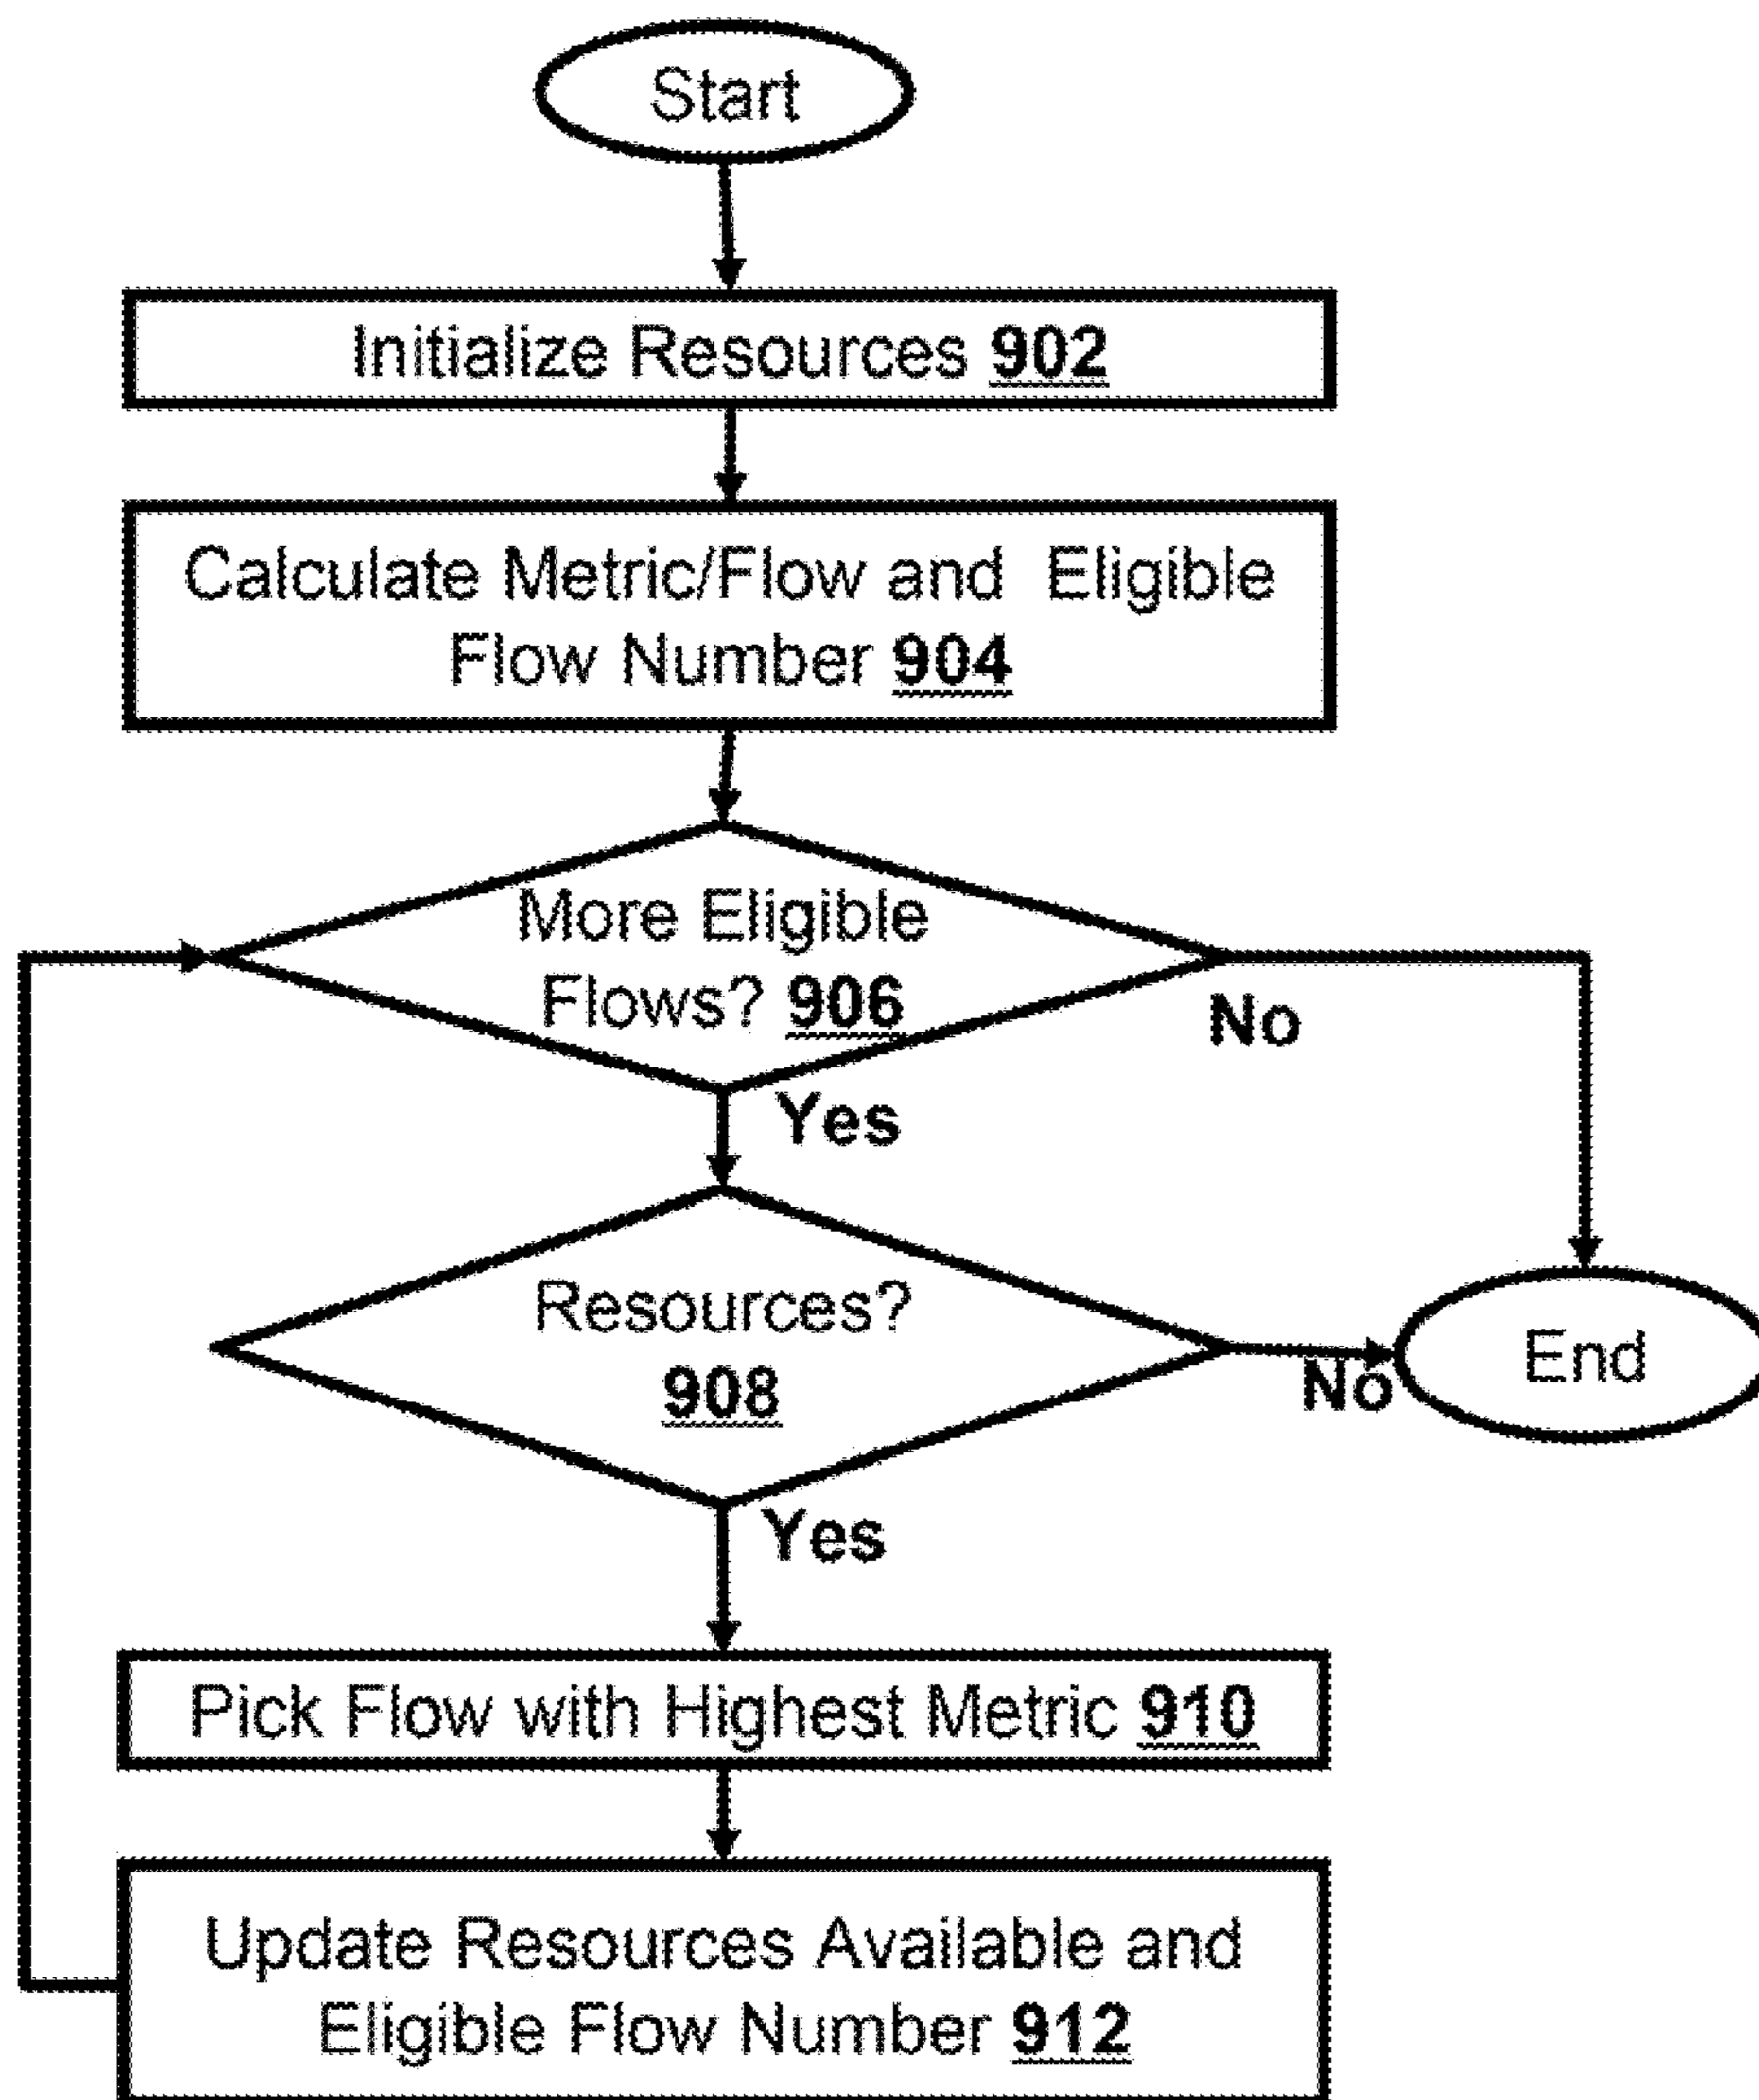 Start
Initialize Resources 902
Calculate Metric/Flow and Eligible
Flow Number 904
More Eligible
Flows? 906
No
Yes
Resources?
908
No
End
Yes
Pick Flow with Highest Metric 910
Update Resources Available and
Eligible Flow Number 912